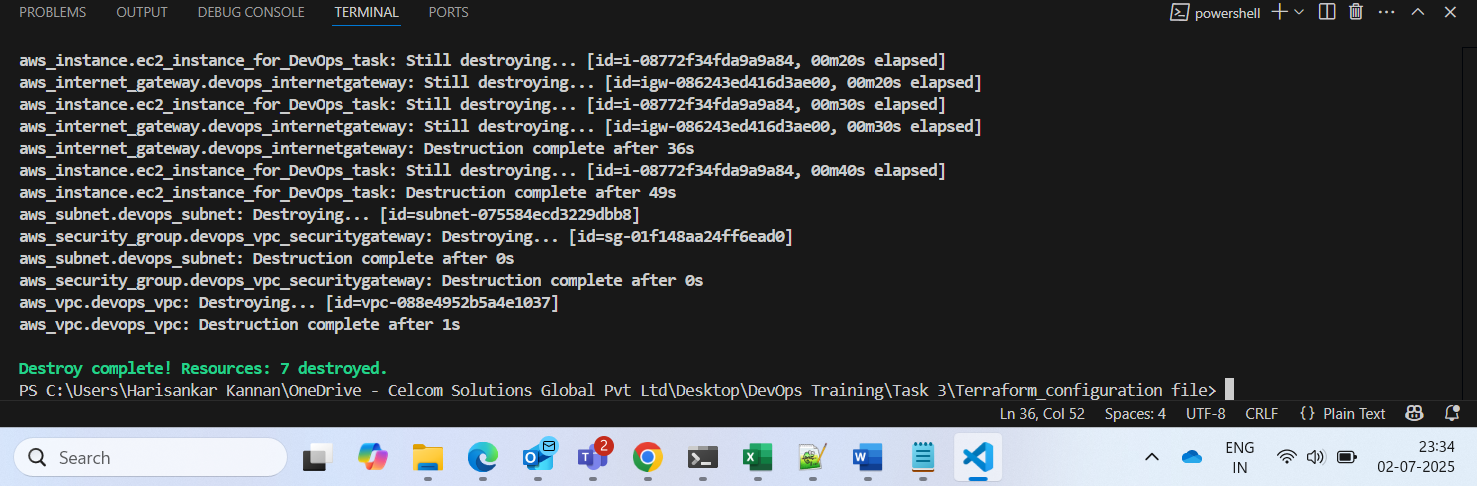 PROBLEMS OUTPUT DEBUG CONSOLE TERMINAL PORTS powershell
aws_instance.ec2_instance_for_DevOps_task: Still destroying... [id=i-08772f34fda9a9a84, 00m20s elapsed]
aws_internet_gateway.devops_internetgateway: Still destroying... [id=igw-086243ed416d3ae00, 00m20s elapsed]
aws_instance.ec2_instance_for_DevOps_task: Still destroying... [id=i-08772f34fda9a9a84, 00m30s elapsed]
aws_internet_gateway.devops_internetgateway: Still destroying... [id=igw-086243ed416d3ae00, 00m30s elapsed]
aws_internet_gateway.devops_internetgateway: Destruction complete after 36s
aws_instance.ec2_instance_for_DevOps_task: Still destroying... [id=i-08772f34fda9a9a84, 00m40s elapsed]
aws_instance.ec2_instance_for_DevOps_task: Destruction complete after 49s
aws_subnet.devops_subnet: Destroying... [id=subnet-075584ecd3229dbb8]
aws_security_group.devops_vpc_securitygateway: Destroying... [id=sg-01f148aa24ff6ead0]
aws_subnet.devops_subnet: Destruction complete after 0s
aws_security_group.devops_vpc_securitygateway: Destruction complete after 0s
aws_vpc.devops_vpc: Destroying... [id=vpc-088e4952b5a4e1037]
aws_vpc.devops_vpc: Destruction complete after 1s
Destroy complete! Resources: 7 destroyed.
PS C:\Users\Harisankar Kannan\OneDrive - Celcom Solutions Global Pvt Ltd\Desktop\DevOps Training\Task 3\Terraform_configuration file>
Ln 36, Col 52 Spaces: 4 UTF-8 CRLF {} Plain Text
Search 2 ENG 23:34
IN 02-07-2025